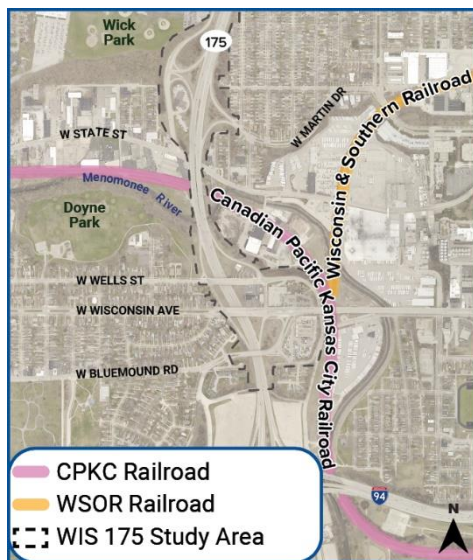 Wick
Park
175
W STATE ST
W MARTIN DR
Wisconsin & Southern Railroad
Menomonee River
Doyne
Park
Canadian Pacific Kansas City Railroad
W WELLS ST
W WISCONSIN AVE
W BLUEMOUND RD
94
N
CPKC Railroad
WSOR Railroad
WIS 175 Study Area